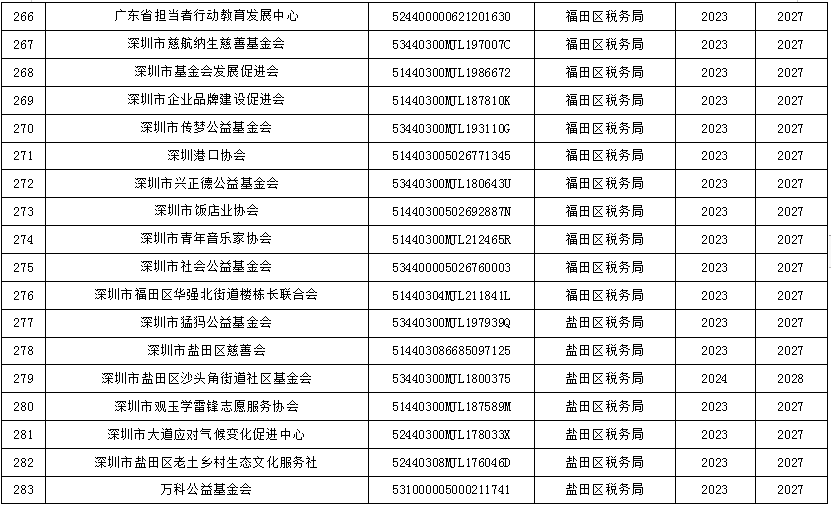 266 广东省担当者行动教育发展中心 524400000621201630 福田区税务局 2023 2027
267 深圳市慈航纳生慈善基金会 53440300MJL197007C 福田区税务局 2023 2027
268 深圳市基金会发展促进会 51440300MJL1986672 福田区税务局 2023 2027
269 深圳市企业品牌建设促进会 51440300MJL187810K 福田区税务局 2023 2027
270 深圳市传梦公益基金会 53440300MJL193110G 福田区税务局 2023 2027
271 深圳港口协会 514403005026771345 福田区税务局 2023 2027
272 深圳市兴正德公益基金会 53440300MJL180643U 福田区税务局 2023 2027
273 深圳市饭店业协会 51440300502692887N 福田区税务局 2023 2027
274 深圳市青年音乐家协会 51440300MJL212465R 福田区税务局 2023 2027
275 深圳市社会公益基金会 534400005026760003 福田区税务局 2023 2027
276 深圳市福田区华强北街道楼栋长联合会 51440304MJL211841L 福田区税务局 2023 2027
277 深圳市猛犸公益基金会 53440300MJL197939Q 盐田区税务局 2023 2027
278 深圳市盐田区慈善会 514403086685097125 盐田区税务局 2023 2027
279 深圳市盐田区沙头角街道社区基金会 53440300MJL1800375 盐田区税务局 2024 2028
280 深圳市观玉学雷锋志愿服务协会 51440300MJL187589M 盐田区税务局 2023 2027
281 深圳市大道应对气候变化促进中心 52440300MJL178033X 盐田区税务局 2023 2027
282 深圳市盐田区老土乡村生态文化服务社 52440308MJL176046D 盐田区税务局 2023 2027
283 万科公益基金会 531000005000211741 盐田区税务局 2023 2027